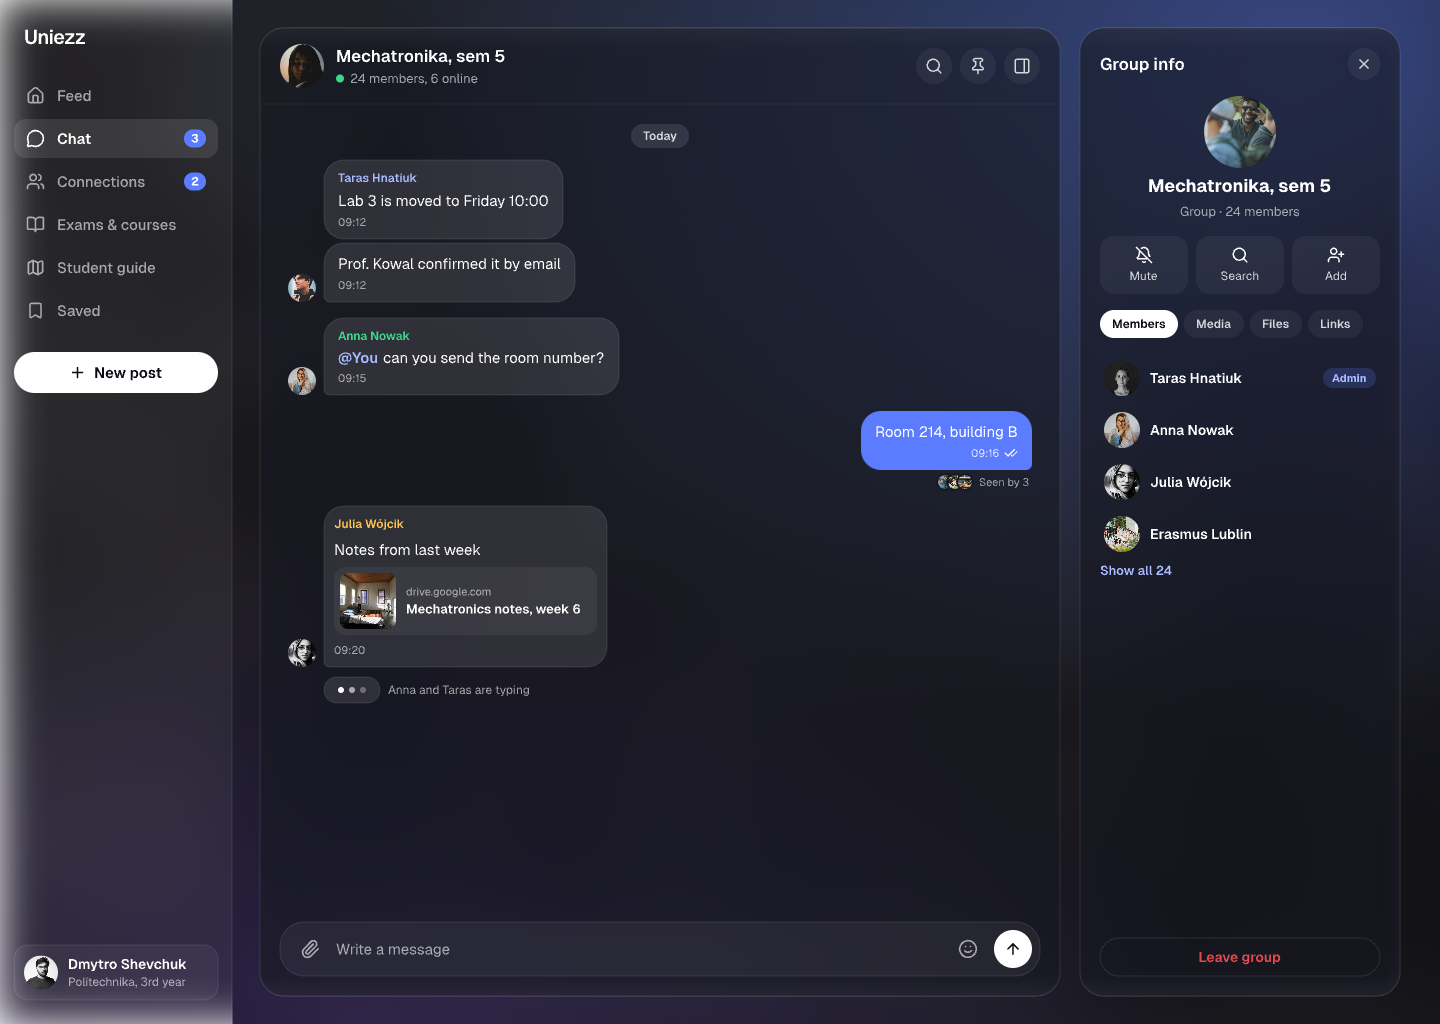 Uniezz
Feed
Chat
3
Connections
2
Exams & courses
Student guide
Saved
New post
Dmytro Shevchuk
Politechnika, 3rd year
Mechatronika, sem 5
24 members, 6 online
Today
Taras Hnatiuk
Lab 3 is moved to Friday 10:00
09:12
Prof. Kowal confirmed it by email
09:12
Anna Nowak
@You can you send the room number?
09:15
Room 214, building B
09:16
Seen by 3
Julia Wójcik
Notes from last week
drive.google.com
Mechatronics notes, week 6
09:20
Anna and Taras are typing
Write a message
Group info
Mechatronika, sem 5
Group · 24 members
Mute
Search
Add
Members
Media
Files
Links
Taras Hnatiuk
Admin
Anna Nowak
Julia Wójcik
Erasmus Lublin
Show all 24
Leave group